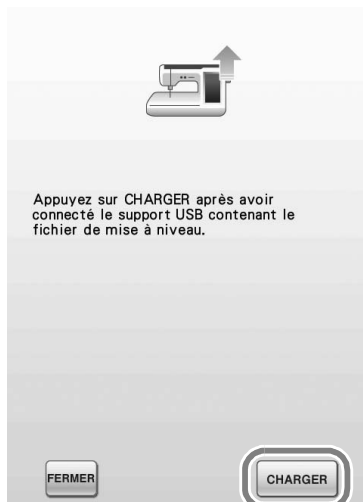 Appuyez sur CHARGER après avoir
connecté le support USB contenant le
fichier de mise à niveau.
FERMER
CHARGER